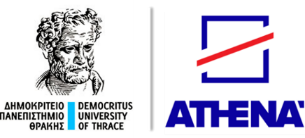 ΔΗΜΟΚΡΙΤΕΙΟ
ΠΑΝΕΠΙΣΤΗΜΙΟ
ΘΡΑΚΗΣ
DEMOCRITUS
UNIVERSITY
OF THRACE
ATHENA